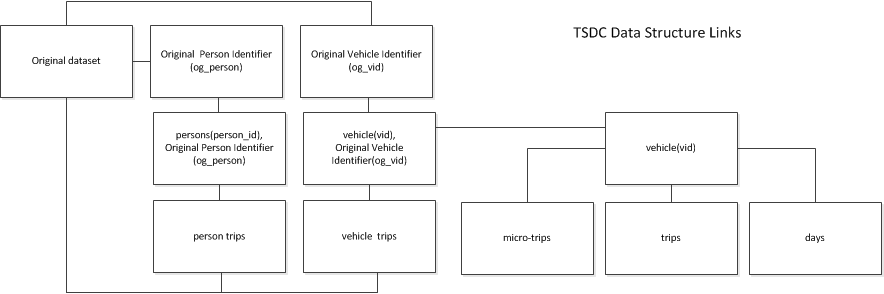 TSDC Data Structure Links
Original dataset
Original Person Identifier
(og_person)
Original Vehicle Identifier
(og_vid)
persons(person_id),
Original Person Identifier
(og_person)
vehicle(vid),
Original Vehicle
Identifier(og_vid)
vehicle(vid)
person trips
vehicle trips
micro-trips
trips
days